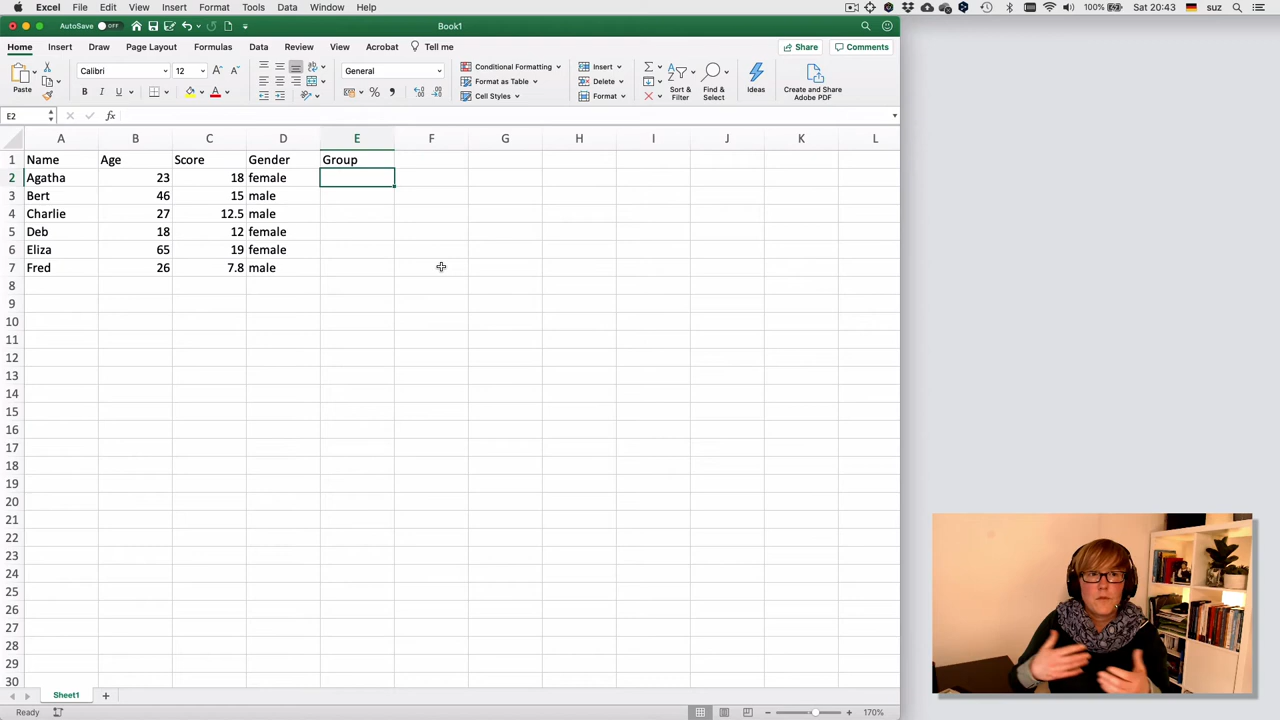 Excel File Edit View Insert Format Tools Data Window Help 100% Sat 20:43 suz
AutoSave OFF Book1
Home Insert Draw Page Layout Formulas Data Review View Acrobat Tell me Share Comments
Paste Calibri 12 General Conditional Formatting Insert Sort & Filter Find & Select Ideas Create and Share Adobe PDF
B I U A % Format as Table Delete
Cell Styles Format
E2 fx
A B C D E F G H I J K L
1 Name Age Score Gender Group
2 Agatha 23 18 female
3 Bert 46 15 male
4 Charlie 27 12.5 male
5 Deb 18 12 female
6 Eliza 65 19 female
7 Fred 26 7.8 male
8
9
10
11
12
13
14
15
16
17
18
19
20
21
22
23
24
25
26
27
28
29
30
Sheet1
Ready 170%